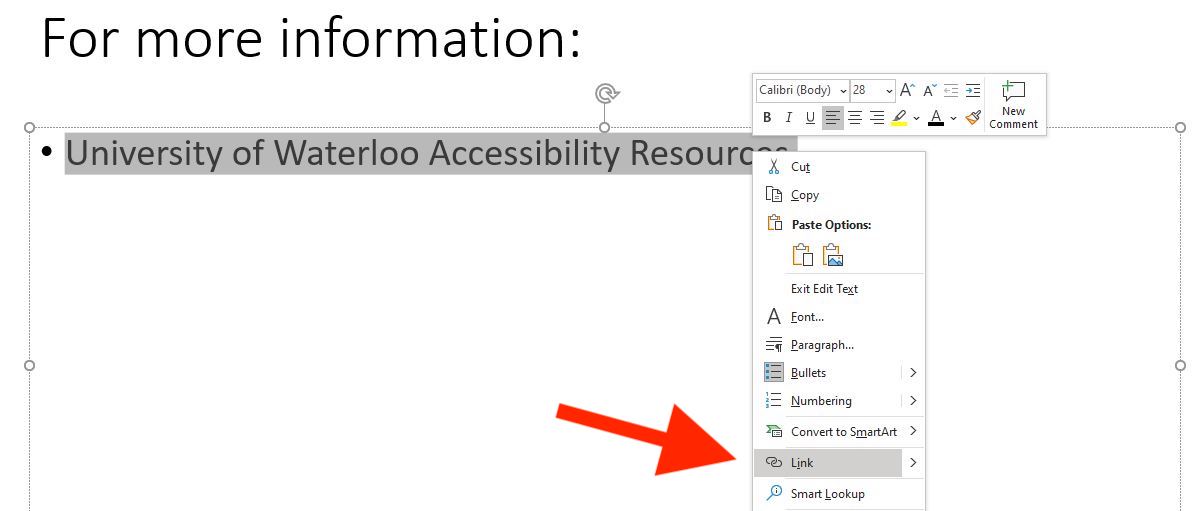 For more information:
Calibri (Body) 28 A A
New
Comment
B I U A
• University of Waterloo Accessibility Resources
Cut
Copy
Paste Options:
Exit Edit Text
A Font...
Paragraph...
Bullets
Numbering
Convert to SmartArt
Link
Smart Lookup